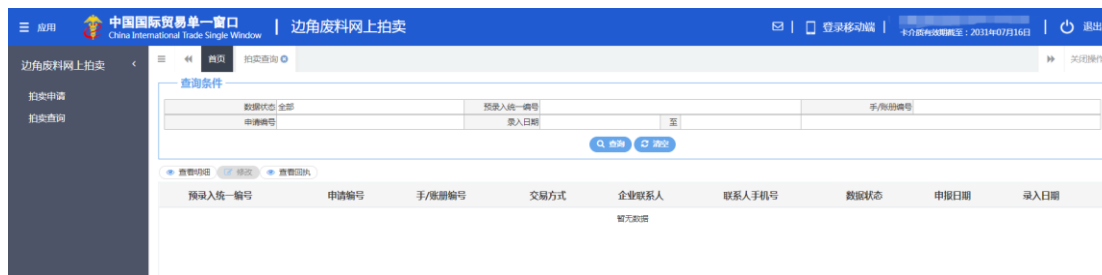 应用 中国国际贸易单一窗口 边角废料网上拍卖 登录移动端 退出
China International Trade Single Window 卡介质有效期截至：2031年07月16日
边角废料网上拍卖 首页 拍卖查询 关闭操作
拍卖申请
拍卖查询
查询条件
数据状态 全部 预录入统一编号 手/账册编号
申请编号 录入日期 至
查询 清空
查看明细 修改 查看回执
预录入统一编号 申请编号 手/账册编号 交易方式 企业联系人 联系人手机号 数据状态 申报日期 录入日期
暂无数据